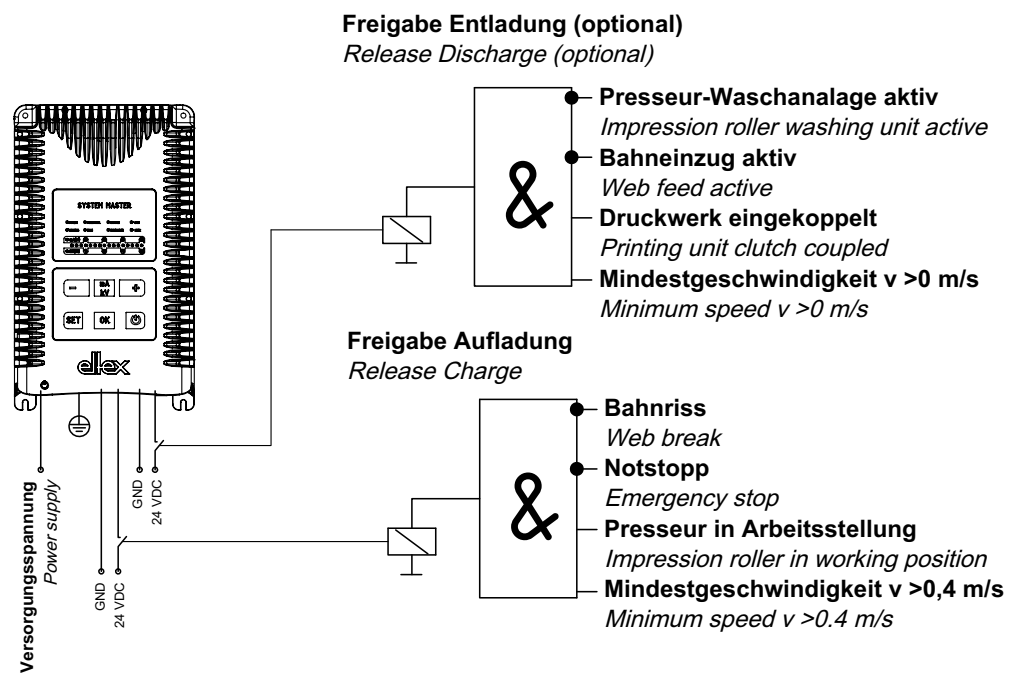 Freigabe Entladung (optional)
Release Discharge (optional)
Presseur-Waschanalage aktiv
Impression roller washing unit active
Bahneinzug aktiv
Web feed active
&
Druckwerk eingekoppelt
Printing unit clutch coupled
Mindestgeschwindigkeit v >0 m/s
Minimum speed v >0 m/s
SYSTEM MASTER
− mA kV +
SET OK
eltex
Freigabe Aufladung
Release Charge
Bahnriss
Web break
Notstopp
Emergency stop
&
Presseur in Arbeitsstellung
Impression roller in working position
Mindestgeschwindigkeit v >0,4 m/s
Minimum speed v >0.4 m/s
Versorgungsspannung
Power supply
GND
24 VDC
GND
24 VDC